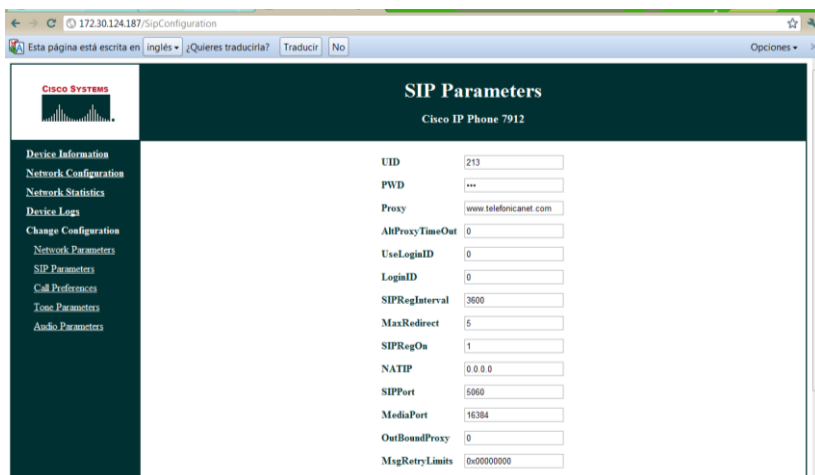 172.30.124.187/SipConfiguration
Esta página está escrita en inglés ¿Quieres traducirla? Traducir No Opciones
CISCO SYSTEMS
SIP Parameters
Cisco IP Phone 7912
Device Information
Network Configuration
Network Statistics
Device Logs
Change Configuration
Network Parameters
SIP Parameters
Call Preferences
Tone Parameters
Audio Parameters
UID 213
PWD •••
Proxy www.telefonicanet.com
AltProxyTimeOut 0
UseLoginID 0
LoginID 0
SIPRegInterval 3600
MaxRedirect 5
SIPRegOn 1
NATIP 0.0.0.0
SIPPort 5060
MediaPort 16384
OutBoundProxy 0
MsgRetryLimits 0x00000000